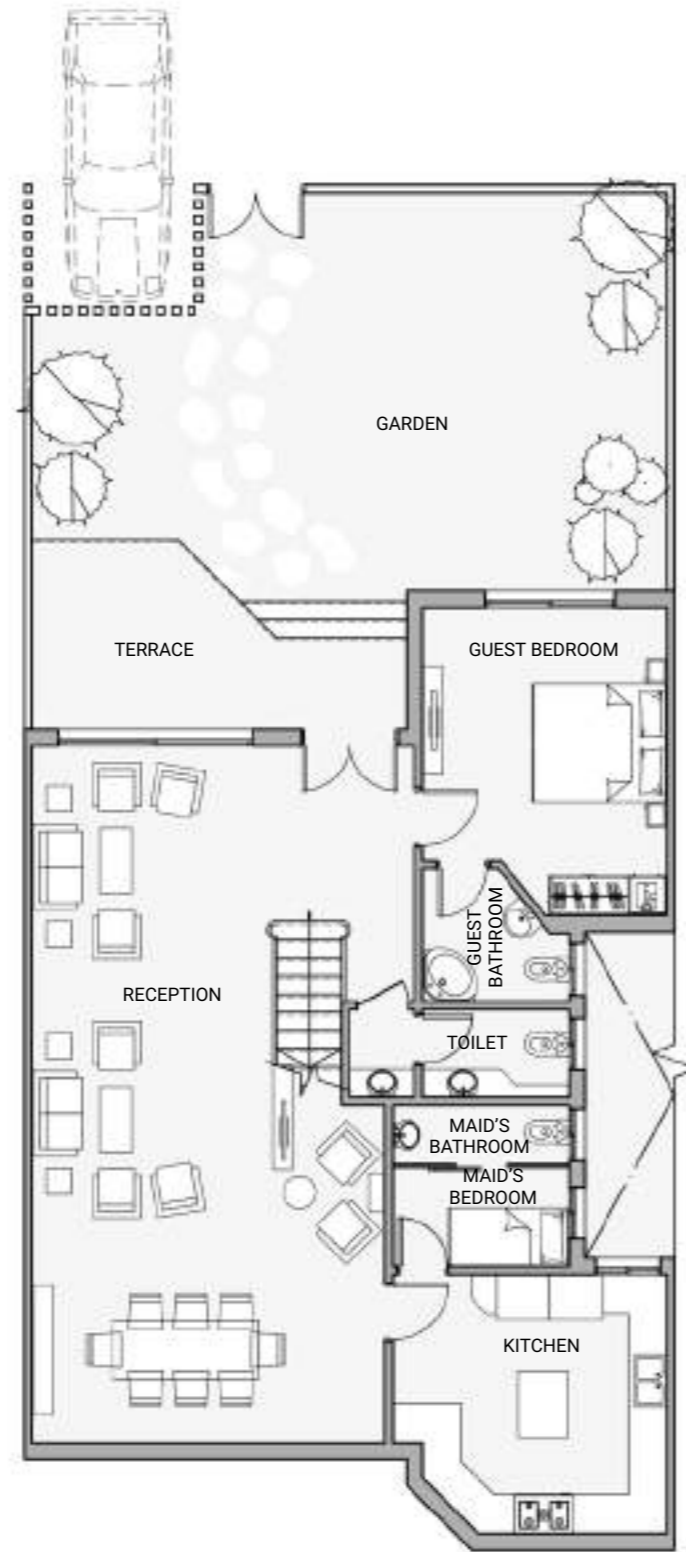 GARDEN
TERRACE
GUEST BEDROOM
GUEST
BATHROOM
RECEPTION
TOILET
MAID'S
BATHROOM
MAID'S
BEDROOM
KITCHEN